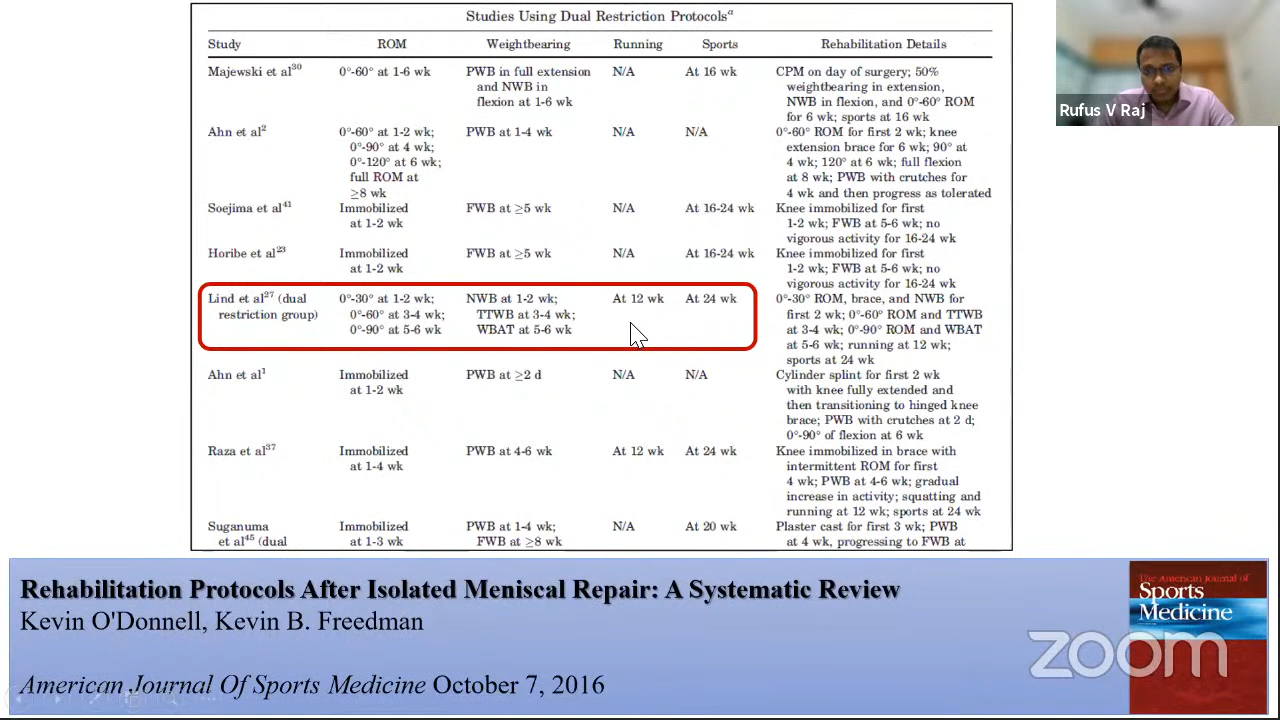 Studies Using Dual Restriction Protocolsᵃ
Study ROM Weightbearing Running Sports Rehabilitation Details
Majewski et al³⁰ 0°-60° at 1-6 wk PWB in full extension N/A At 16 wk CPM on day of surgery; 50%
and NWB in weightbearing in extension,
flexion at 1-6 wk NWB in flexion, and 0°-60° ROM
for 6 wk; sports at 16 wk
Ahn et al² 0°-60° at 1-2 wk; PWB at 1-4 wk N/A N/A 0°-60° ROM for first 2 wk; knee
0°-90° at 4 wk; extension brace for 6 wk; 90° at
0°-120° at 6 wk; 4 wk; 120° at 6 wk; full flexion
full ROM at at 8 wk; PWB with crutches for
≥8 wk 4 wk and then progress as tolerated
Soejima et al⁴¹ Immobilized FWB at ≥5 wk N/A At 16-24 wk Knee immobilized for first
at 1-2 wk 1-2 wk; FWB at 5-6 wk; no
vigorous activity for 16-24 wk
Horibe et al²³ Immobilized FWB at ≥5 wk N/A At 16-24 wk Knee immobilized for first
at 1-2 wk 1-2 wk; FWB at 5-6 wk; no
vigorous activity for 16-24 wk
Lind et al²⁷ (dual 0°-30° at 1-2 wk; NWB at 1-2 wk; At 12 wk At 24 wk 0°-30° ROM, brace, and NWB for
restriction group) 0°-60° at 3-4 wk; TTWB at 3-4 wk; first 2 wk; 0°-60° ROM and TTWB
0°-90° at 5-6 wk WBAT at 5-6 wk at 3-4 wk; 0°-90° ROM and WBAT
at 5-6 wk; running at 12 wk;
sports at 24 wk
Ahn et al¹ Immobilized PWB at ≥2 d N/A N/A Cylinder splint for first 2 wk
at 1-2 wk with knee fully extended and
then transitioning to hinged knee
brace; PWB with crutches at 2 d;
0°-90° of flexion at 6 wk
Raza et al³⁷ Immobilized PWB at 4-6 wk At 12 wk At 24 wk Knee immobilized in brace with
at 1-4 wk intermittent ROM for first
4 wk; PWB at 4-6 wk; gradual
increase in activity; squatting and
running at 12 wk; sports at 24 wk
Suganuma Immobilized PWB at 1-4 wk; N/A At 20 wk Plaster cast for first 3 wk; PWB
et al⁴⁵ (dual at 1-3 wk FWB at ≥8 wk at 4 wk, progressing to FWB at
Rufus V Raj
Rehabilitation Protocols After Isolated Meniscal Repair: A Systematic Review
Kevin O'Donnell, Kevin B. Freedman
American Journal Of Sports Medicine October 7, 2016
The American Journal of
Sports
Medicine
zoom